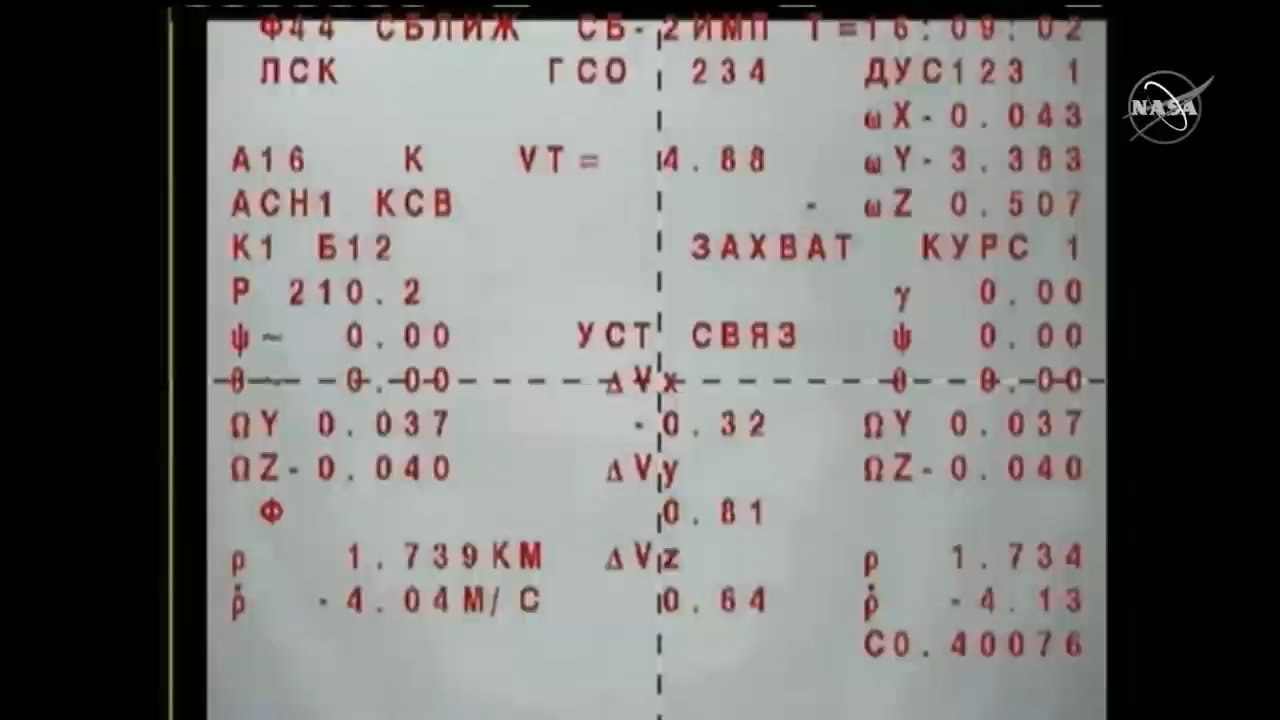 Ф44 СБЛИЖ СБ-2ИМП Т=16:09:02
ЛСК ГСО 234 ДУС123 1
ωX-0.043
А16 К VT= 4.88 ωY-3.383
АСН1 КСВ - ωZ 0.507
К1 Б12 ЗАХВАТ КУРС 1
Р 210.2 γ 0.00
ψ~ 0.00 УСТ СВЯЗ ψ 0.00
θ~ 0.00 ΔVx θ 0.00
ΩY 0.037 -0.32 ΩY 0.037
ΩZ-0.040 ΔVy ΩZ-0.040
Ф 0.81
ρ 1.739КМ ΔVz ρ 1.734
ρ̇ -4.04М/С 0.64 ρ̇ -4.13
С0.40076
NASA